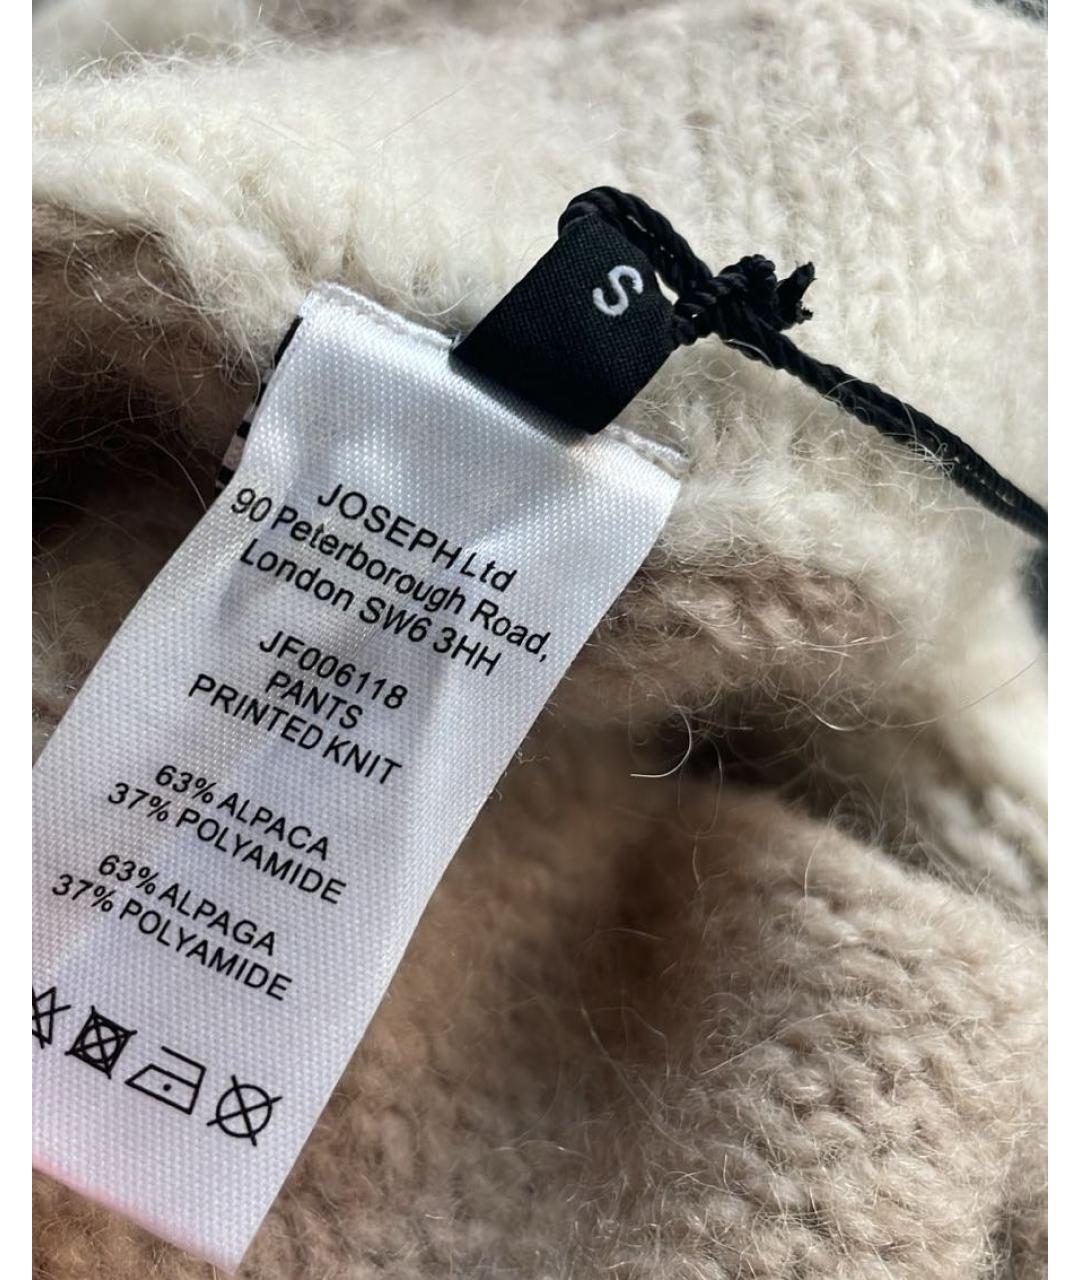 S
JOSEPH Ltd
90 Peterborough Road,
London SW6 3HH
JF006118
PANTS
PRINTED KNIT
63% ALPACA
37% POLYAMIDE
63% ALPAGA
37% POLYAMIDE